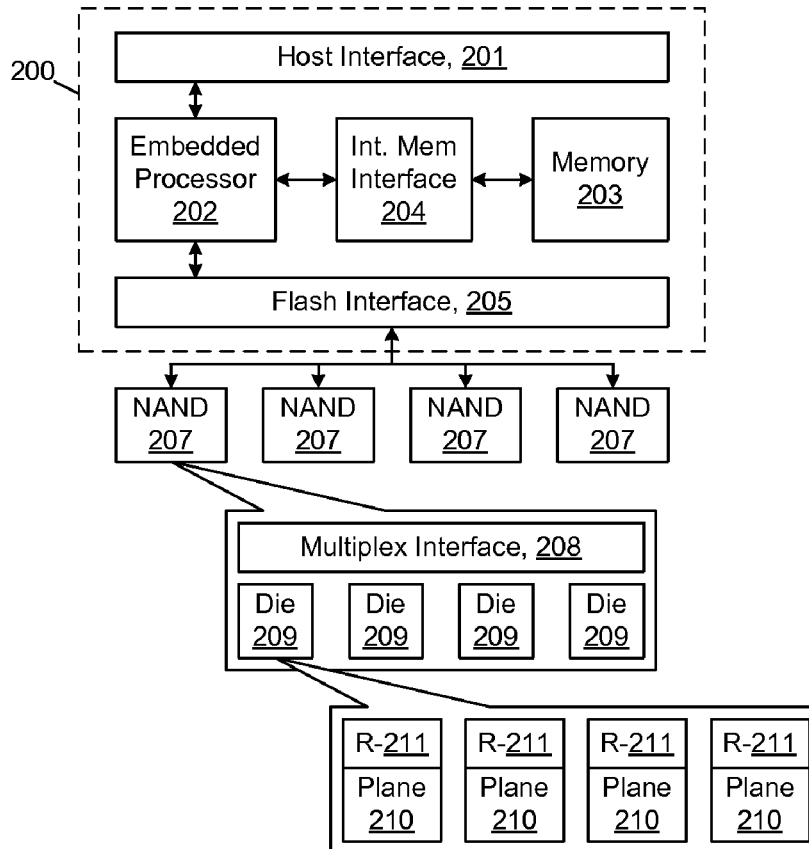 200
Host Interface, 201
Embedded
Processor
202
Int. Mem
Interface
204
Memory
203
Flash Interface, 205
NAND
207
NAND
207
NAND
207
NAND
207
Multiplex Interface, 208
Die
209
Die
209
Die
209
Die
209
R-211
Plane
210
R-211
Plane
210
R-211
Plane
210
R-211
Plane
210